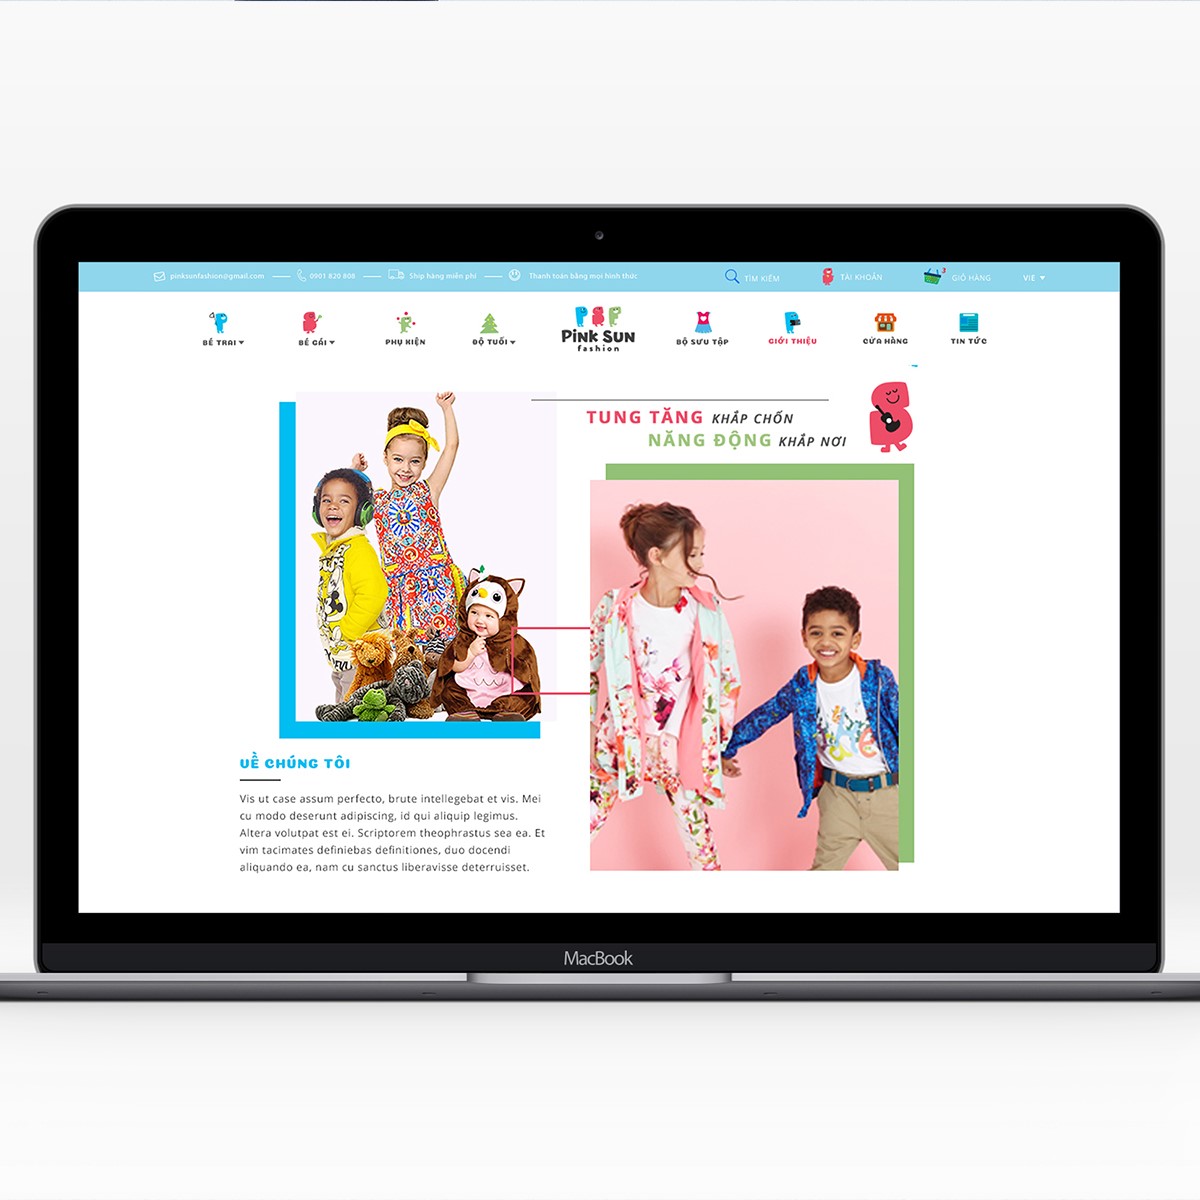 pinksunfashion@gmail.com
0901 820 808
Ship hàng miễn phí
Thanh toán bằng mọi hình thức
TÌM KIẾM
TÀI KHOẢN
3
GIỎ HÀNG
VIE
BÉ TRAI
BÉ GÁI
PHỤ KIỆN
ĐỘ TUỔI
PSF
Pink Sun
fashion
BỘ SƯU TẬP
GIỚI THIỆU
CỬA HÀNG
TIN TỨC
TUNG TĂNG KHẮP CHỐN
NĂNG ĐỘNG KHẮP NƠI
VỀ CHÚNG TÔI
Vis ut case assum perfecto, brute intellegebat et vis. Mei
cu modo deserunt adipiscing, id qui aliquip legimus.
Altera volutpat est ei. Scriptorem theophrastus sea ea. Et
vim tacimates definiebas definitiones, duo docendi
aliquando ea, nam cu sanctus liberavisse deterruisset.
MacBook